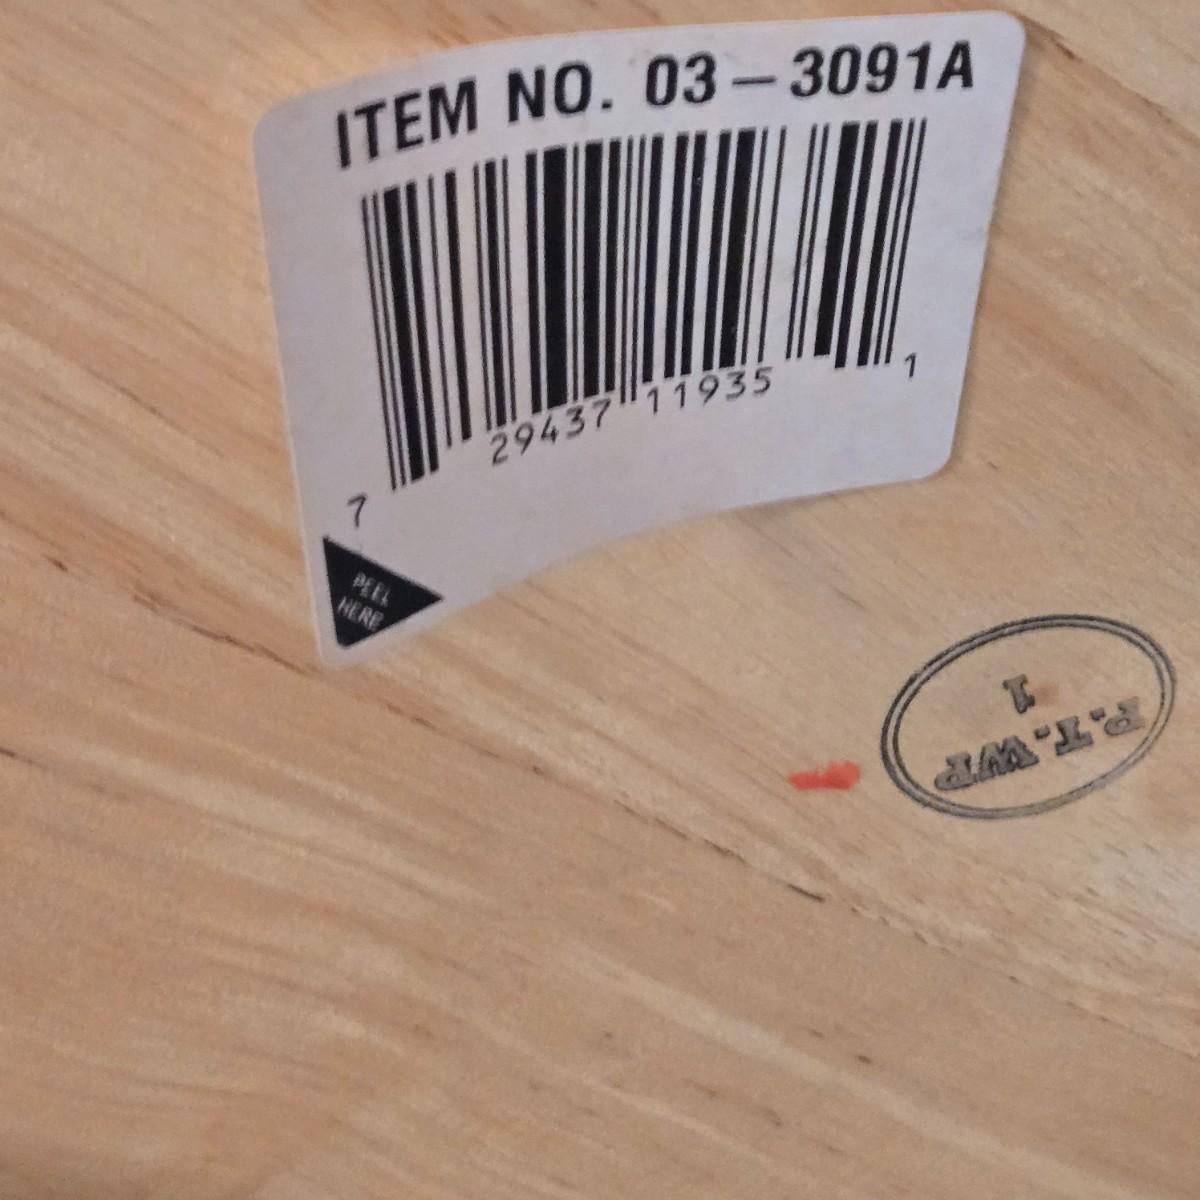 ITEM NO. 03-3091A
7 29437 11935 1
PEEL
HERE
P.T.WP
1